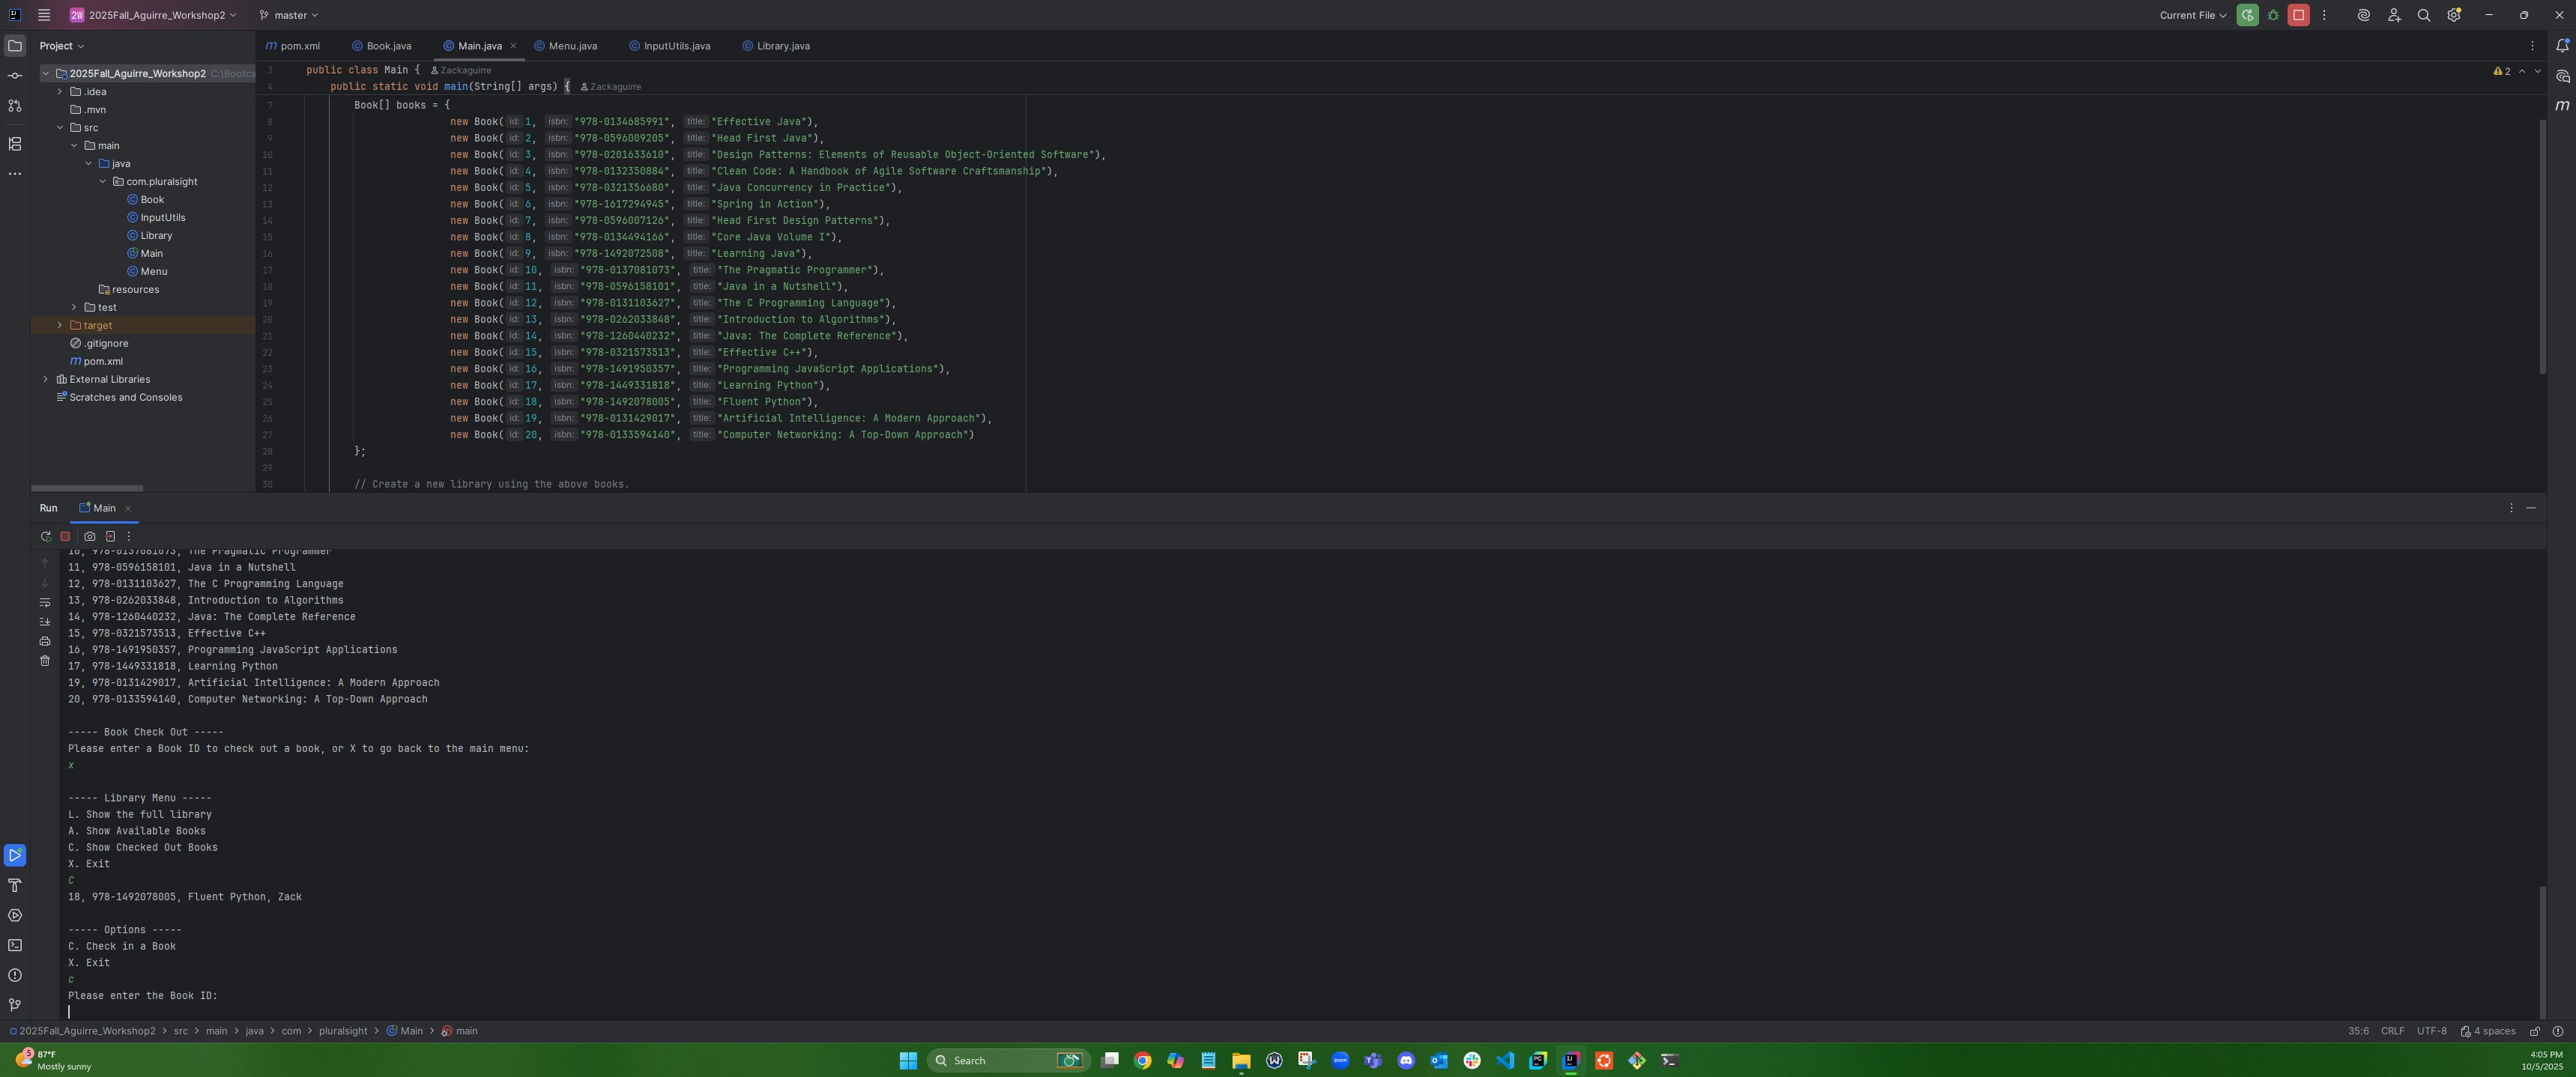 2W 2025Fall_Aguirre_Workshop2 master Current File
Project
pom.xml Book.java Main.java Menu.java InputUtils.java Library.java
2025Fall_Aguirre_Workshop2 C:\Bootca
.idea
.mvn
src
main
java
com.pluralsight
Book
InputUtils
Library
Main
Menu
resources
test
target
.gitignore
pom.xml
External Libraries
Scratches and Consoles
3 public class Main { Zackaguirre
2
4 public static void main(String[] args) { Zackaguirre
7 Book[] books = {
8 new Book( id: 1, isbn: "978-0134685991", title: "Effective Java"),
9 new Book( id: 2, isbn: "978-0596009205", title: "Head First Java"),
10 new Book( id: 3, isbn: "978-0201633610", title: "Design Patterns: Elements of Reusable Object-Oriented Software"),
11 new Book( id: 4, isbn: "978-0132350884", title: "Clean Code: A Handbook of Agile Software Craftsmanship"),
12 new Book( id: 5, isbn: "978-0321356680", title: "Java Concurrency in Practice"),
13 new Book( id: 6, isbn: "978-1617294945", title: "Spring in Action"),
14 new Book( id: 7, isbn: "978-0596007126", title: "Head First Design Patterns"),
15 new Book( id: 8, isbn: "978-0134494166", title: "Core Java Volume I"),
16 new Book( id: 9, isbn: "978-1492072508", title: "Learning Java"),
17 new Book( id: 10, isbn: "978-0137081073", title: "The Pragmatic Programmer"),
18 new Book( id: 11, isbn: "978-0596158101", title: "Java in a Nutshell"),
19 new Book( id: 12, isbn: "978-0131103627", title: "The C Programming Language"),
20 new Book( id: 13, isbn: "978-0262033848", title: "Introduction to Algorithms"),
21 new Book( id: 14, isbn: "978-1260440232", title: "Java: The Complete Reference"),
22 new Book( id: 15, isbn: "978-0321573513", title: "Effective C++"),
23 new Book( id: 16, isbn: "978-1491950357", title: "Programming JavaScript Applications"),
24 new Book( id: 17, isbn: "978-1449331818", title: "Learning Python"),
25 new Book( id: 18, isbn: "978-1492078005", title: "Fluent Python"),
26 new Book( id: 19, isbn: "978-0131429017", title: "Artificial Intelligence: A Modern Approach"),
27 new Book( id: 20, isbn: "978-0133594140", title: "Computer Networking: A Top-Down Approach")
28 };
29
30 // Create a new library using the above books.
Run Main
10, 978-0137081073, The Pragmatic Programmer
11, 978-0596158101, Java in a Nutshell
12, 978-0131103627, The C Programming Language
13, 978-0262033848, Introduction to Algorithms
14, 978-1260440232, Java: The Complete Reference
15, 978-0321573513, Effective C++
16, 978-1491950357, Programming JavaScript Applications
17, 978-1449331818, Learning Python
19, 978-0131429017, Artificial Intelligence: A Modern Approach
20, 978-0133594140, Computer Networking: A Top-Down Approach
----- Book Check Out -----
Please enter a Book ID to check out a book, or X to go back to the main menu:
x
----- Library Menu -----
L. Show the full library
A. Show Available Books
C. Show Checked Out Books
X. Exit
C
18, 978-1492078005, Fluent Python, Zack
----- Options -----
C. Check in a Book
X. Exit
c
Please enter the Book ID:
2025Fall_Aguirre_Workshop2 > src > main > java > com > pluralsight > Main > main 35:6 CRLF UTF-8 4 spaces
5 87°F
Mostly sunny
Search
4:05 PM
10/5/2025